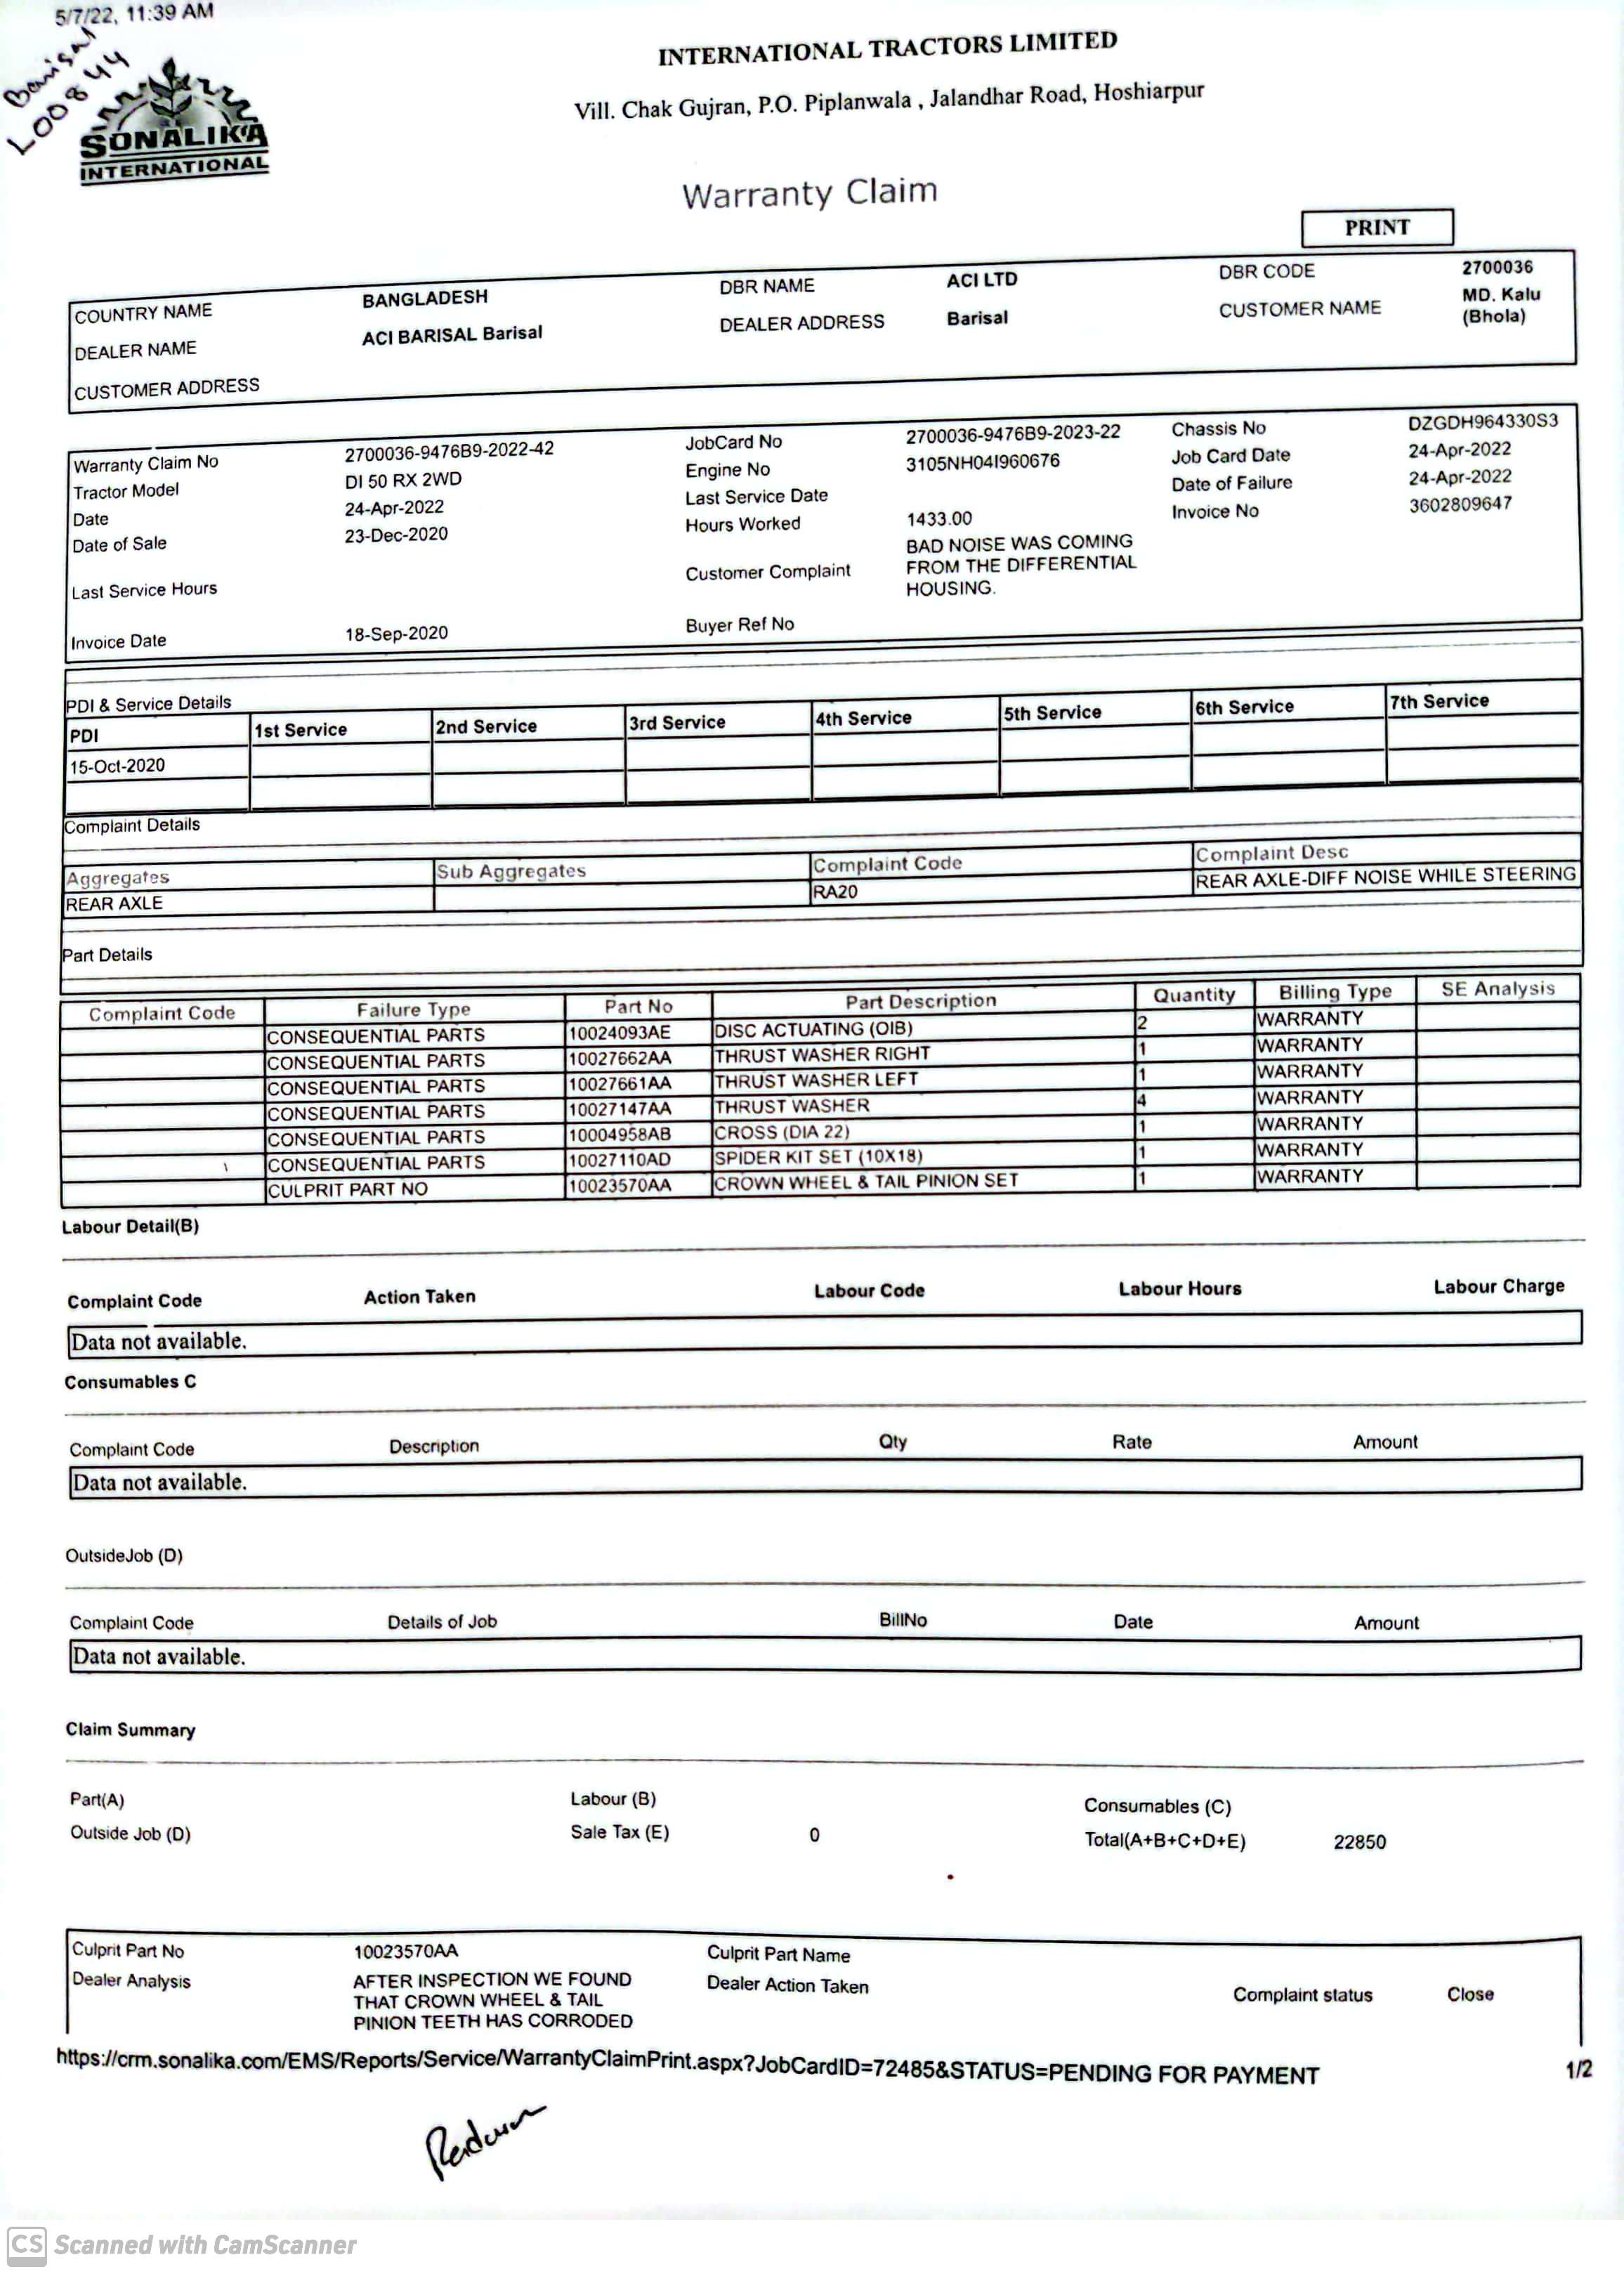 5/7/22, 11:39 AM
Barisal
L00844
SONALIKA
INTERNATIONAL
INTERNATIONAL TRACTORS LIMITED
Vill. Chak Gujran, P.O. Piplanwala , Jalandhar Road, Hoshiarpur
Warranty Claim
PRINT
COUNTRY NAME BANGLADESH DBR NAME ACI LTD DBR CODE 2700036
DEALER NAME ACI BARISAL Barisal DEALER ADDRESS Barisal CUSTOMER NAME MD. Kalu
(Bhola)
CUSTOMER ADDRESS
Warranty Claim No 2700036-9476B9-2022-42 JobCard No 2700036-9476B9-2023-22 Chassis No DZGDH964330S3
Tractor Model DI 50 RX 2WD Engine No 3105NH04I960676 Job Card Date 24-Apr-2022
Date 24-Apr-2022 Last Service Date Date of Failure 24-Apr-2022
Date of Sale 23-Dec-2020 Hours Worked 1433.00 Invoice No 3602809647
Last Service Hours Customer Complaint BAD NOISE WAS COMING
FROM THE DIFFERENTIAL
HOUSING.
Invoice Date 18-Sep-2020 Buyer Ref No
PDI & Service Details
PDI 1st Service 2nd Service 3rd Service 4th Service 5th Service 6th Service 7th Service
15-Oct-2020
Complaint Details
Aggregates Sub Aggregates Complaint Code Complaint Desc
REAR AXLE RA20 REAR AXLE-DIFF NOISE WHILE STEERING
Part Details
Complaint Code Failure Type Part No Part Description Quantity Billing Type SE Analysis
CONSEQUENTIAL PARTS 10024093AE DISC ACTUATING (OIB) 2 WARRANTY
CONSEQUENTIAL PARTS 10027662AA THRUST WASHER RIGHT 1 WARRANTY
CONSEQUENTIAL PARTS 10027661AA THRUST WASHER LEFT 1 WARRANTY
CONSEQUENTIAL PARTS 10027147AA THRUST WASHER 4 WARRANTY
CONSEQUENTIAL PARTS 10004958AB CROSS (DIA 22) 1 WARRANTY
CONSEQUENTIAL PARTS 10027110AD SPIDER KIT SET (10X18) 1 WARRANTY
CULPRIT PART NO 10023570AA CROWN WHEEL & TAIL PINION SET 1 WARRANTY
Labour Detail(B)
Complaint Code Action Taken Labour Code Labour Hours Labour Charge
Data not available.
Consumables C
Complaint Code Description Qty Rate Amount
Data not available.
OutsideJob (D)
Complaint Code Details of Job BillNo Date Amount
Data not available.
Claim Summary
Part(A) Labour (B) Consumables (C)
Outside Job (D) Sale Tax (E) 0 Total(A+B+C+D+E) 22850
Culprit Part No 10023570AA Culprit Part Name
Dealer Analysis AFTER INSPECTION WE FOUND Dealer Action Taken Complaint status Close
THAT CROWN WHEEL & TAIL
PINION TEETH HAS CORRODED
https://crm.sonalika.com/EMS/Reports/Service/WarrantyClaimPrint.aspx?JobCardID=72485&STATUS=PENDING FOR PAYMENT 1/2
CS Scanned with CamScanner